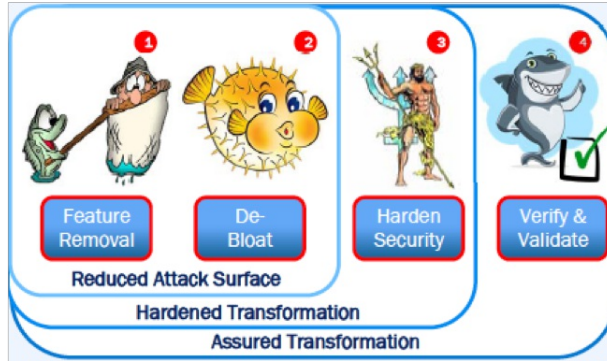 1
2
3
4
Feature
Removal
De-
Bloat
Harden
Security
Verify &
Validate
Reduced Attack Surface
Hardened Transformation
Assured Transformation